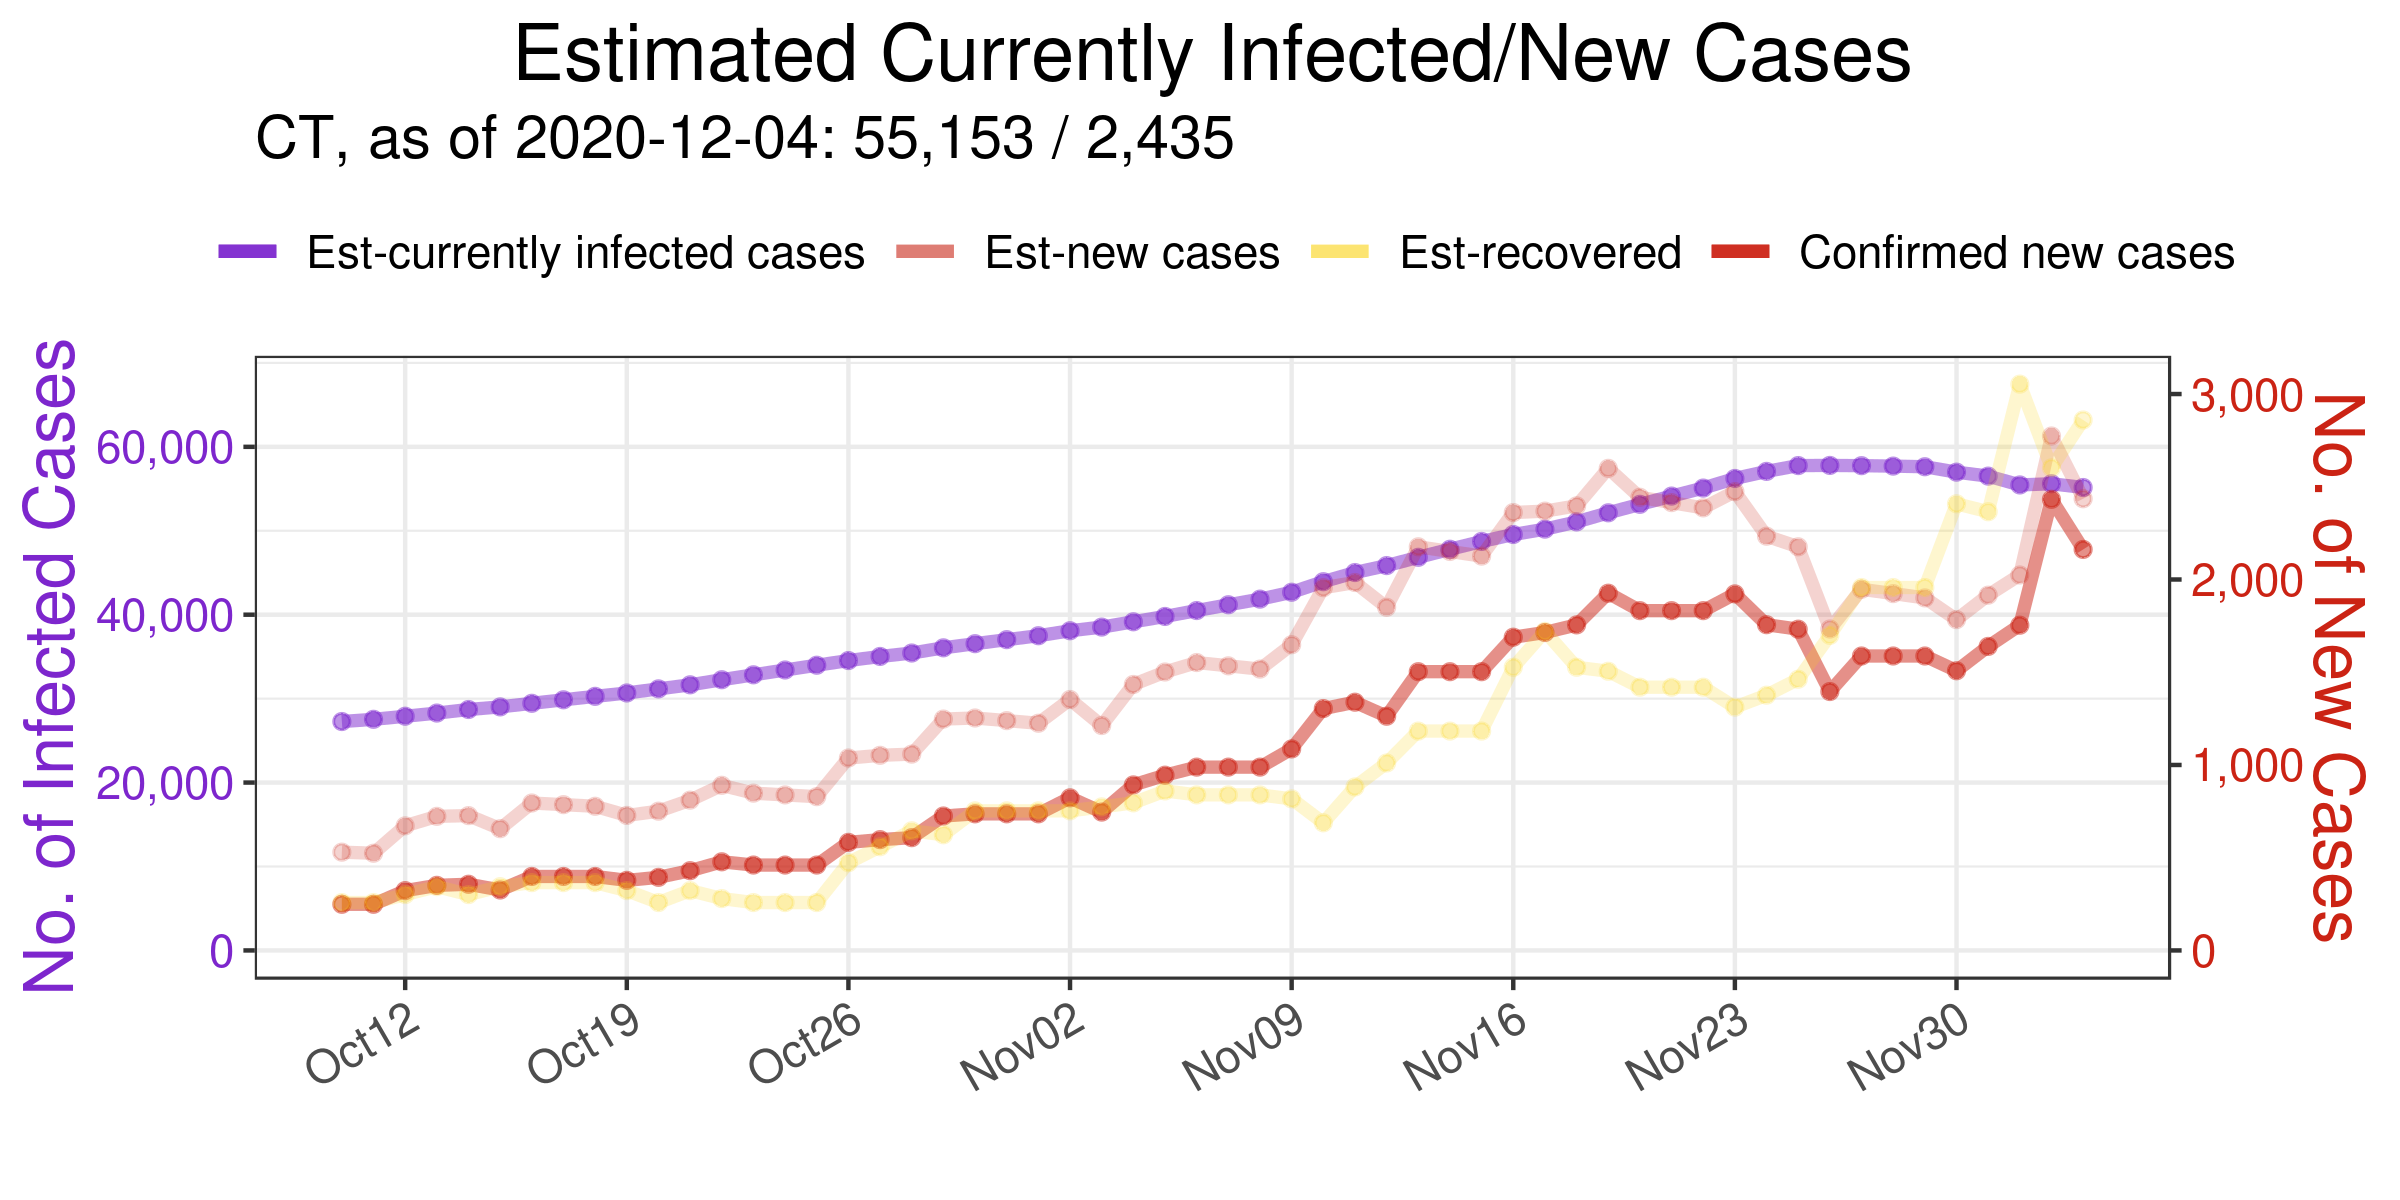 Estimated Currently Infected/New Cases
CT, as of 2020-12-04: 55,153 / 2,435
Est-currently infected cases Est-new cases Est-recovered Confirmed new cases
No. of Infected Cases
60,000
40,000
20,000
0
3,000
2,000
1,000
0
No. of New Cases
Oct12 Oct19 Oct26 Nov02 Nov09 Nov16 Nov23 Nov30